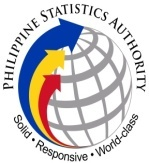 PHILIPPINE STATISTICS AUTHORITY
Solid • Responsive • World-class